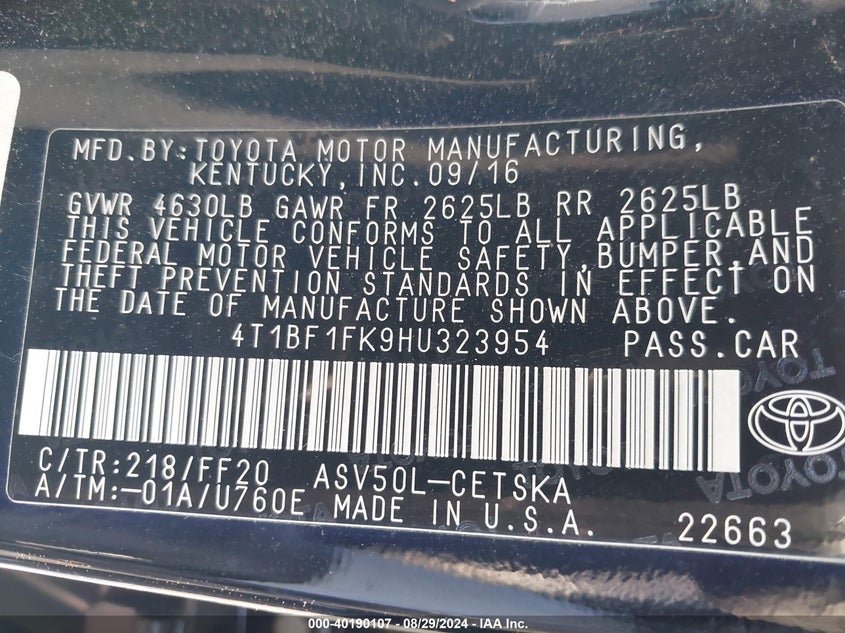 MFD.BY:TOYOTA MOTOR MANUFACTURING,
KENTUCKY,INC.09/16
GVWR 4630LB GAWR FR 2625LB RR 2625LB
THIS VEHICLE CONFORMS TO ALL APPLICABLE
FEDERAL MOTOR VEHICLE SAFETY,BUMPER,AND
THEFT PREVENTION STANDARDS IN EFFECT ON
THE DATE OF MANUFACTURE SHOWN ABOVE.
4T1BF1FK9HU323954 PASS.CAR
C/TR:218/FF20 ASV50L-CETSKA
A/TM:-01A/U760E MADE IN U.S.A. 22663
TOYOTA
TOYOTA
TOYOTA
000-40190107 - 08/29/2024 - IAA Inc.